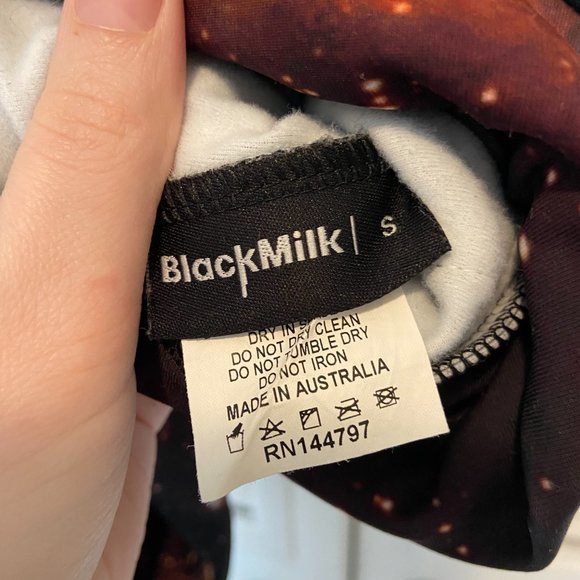 BlackMilk | S
DRY IN
DO NOT DRY CLEAN
DO NOT TUMBLE DRY
DO NOT IRON
MADE IN AUSTRALIA
RN144797